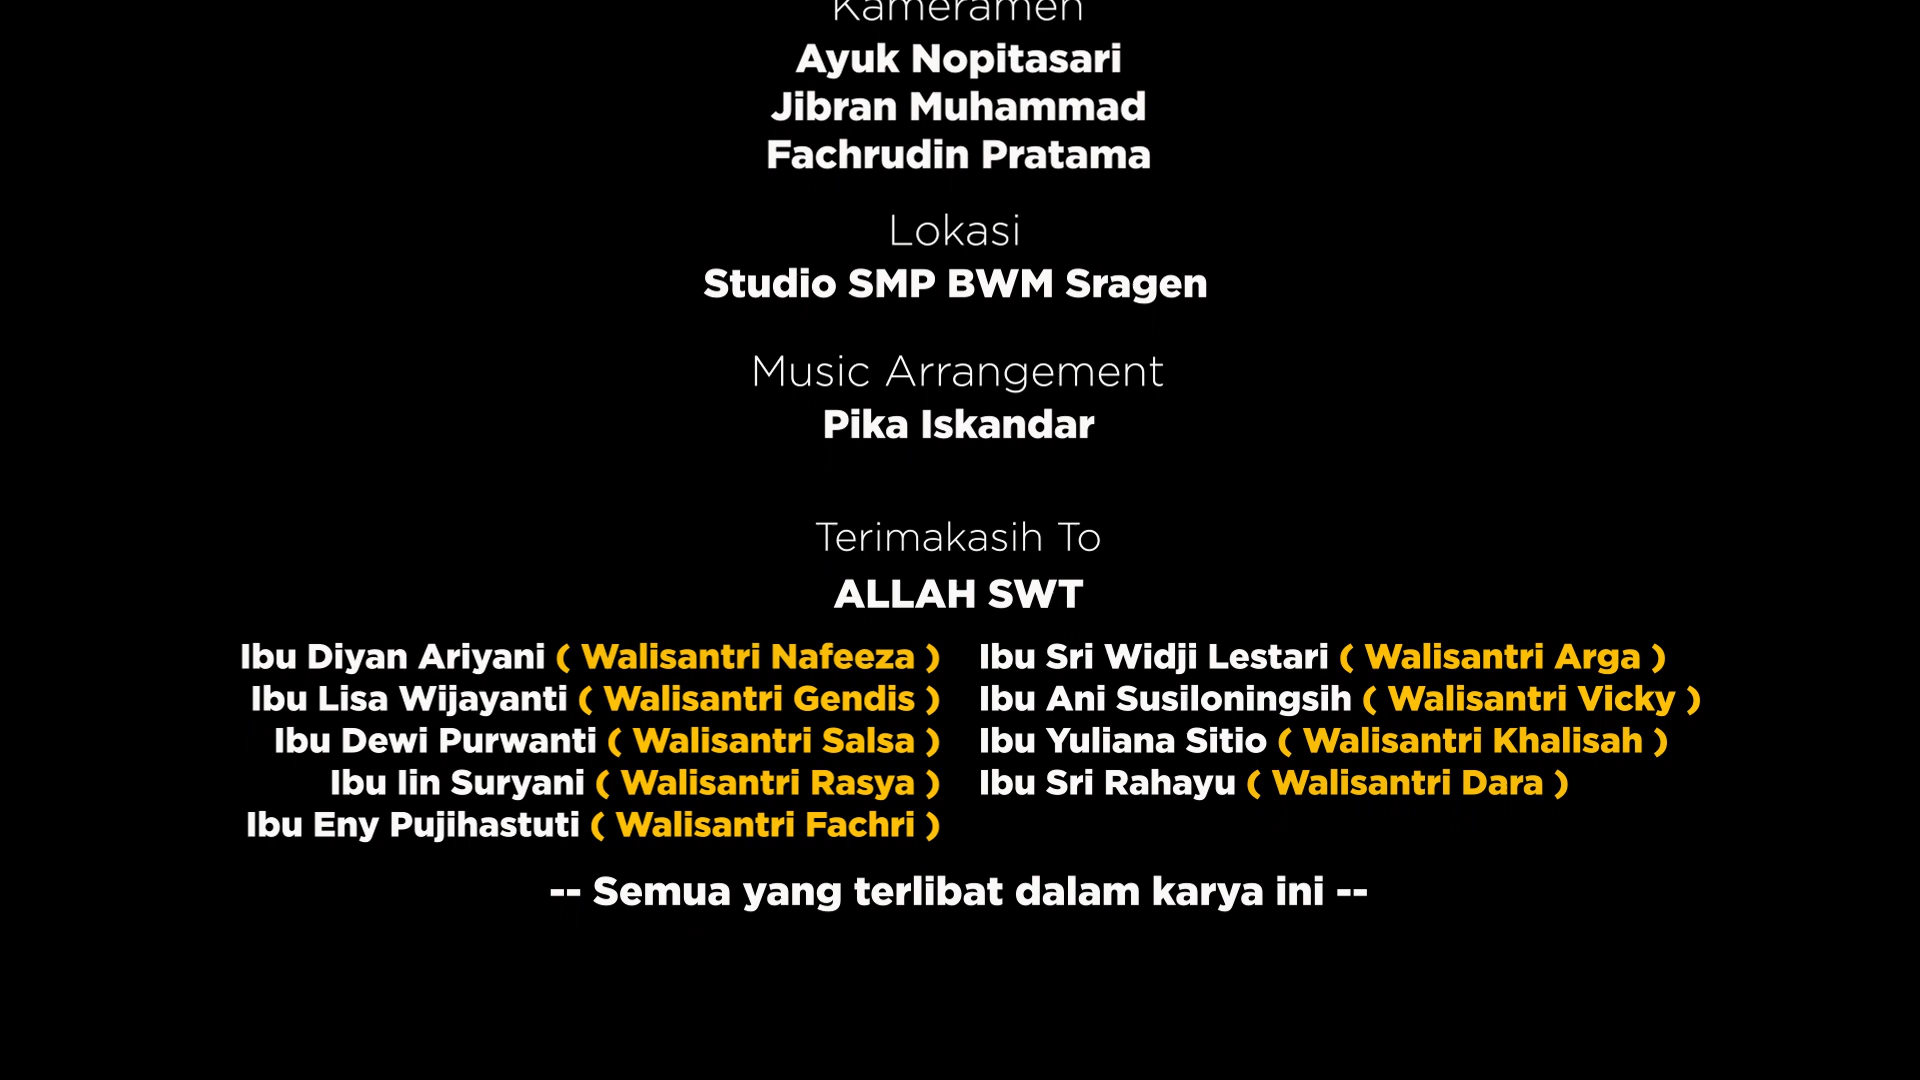 Kameramen
Ayuk Nopitasari
Jibran Muhammad
Fachrudin Pratama
Lokasi
Studio SMP BWM Sragen
Music Arrangement
Pika Iskandar
Terimakasih To
ALLAH SWT
Ibu Diyan Ariyani ( Walisantri Nafeeza )
Ibu Lisa Wijayanti ( Walisantri Gendis )
Ibu Dewi Purwanti ( Walisantri Salsa )
Ibu Iin Suryani ( Walisantri Rasya )
Ibu Eny Pujihastuti ( Walisantri Fachri )
Ibu Sri Widji Lestari ( Walisantri Arga )
Ibu Ani Susiloningsih ( Walisantri Vicky )
Ibu Yuliana Sitio ( Walisantri Khalisah )
Ibu Sri Rahayu ( Walisantri Dara )
-- Semua yang terlibat dalam karya ini --